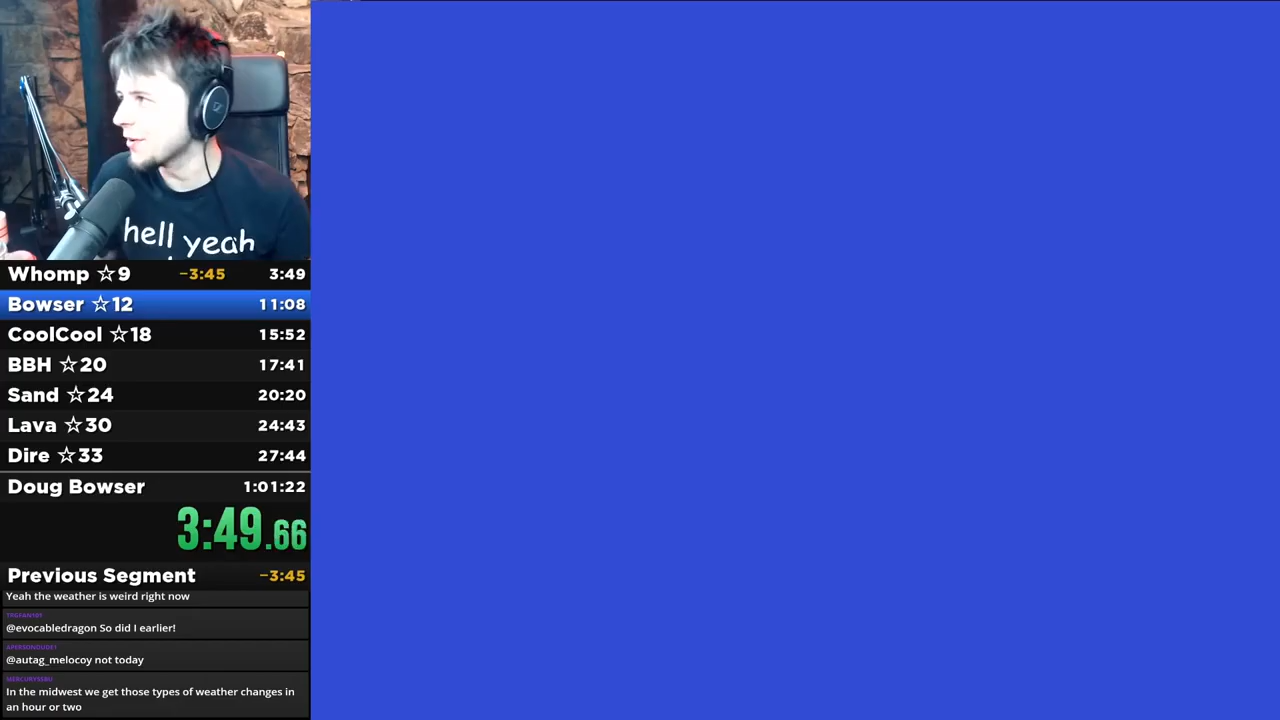 hell yeah
Whomp ☆9 −3:45 3:49
Bowser ☆12 11:08
CoolCool ☆18 15:52
BBH ☆20 17:41
Sand ☆24 20:20
Lava ☆30 24:43
Dire ☆33 27:44
Doug Bowser 1:01:22
3:49.66
Previous Segment −3:45
Yeah the weather is weird right now
@evocabledragon So did I earlier!
APERSONDUDE1
@autag_melocoy not today
MERCURYSEBU
In the midwest we get those types of weather changes in
an hour or two